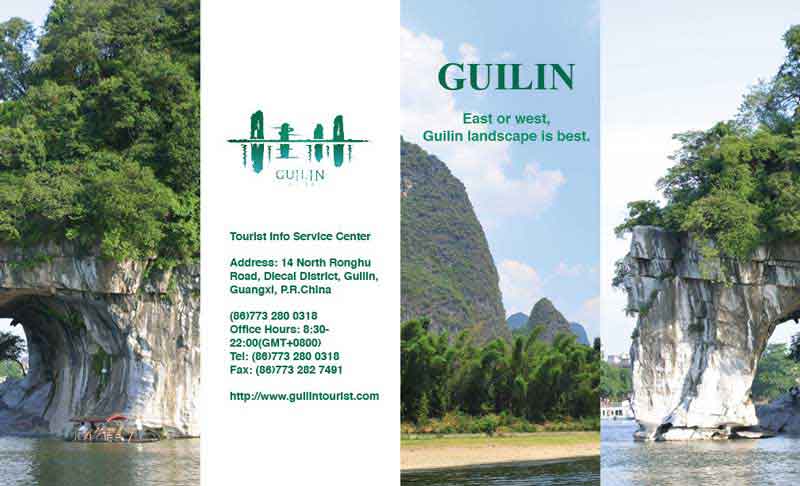 GUILIN
Tourist Info Service Center
Address: 14 North Ronghu
Road, Diecai District, Guilin,
Guangxi, P.R.China
(86)773 280 0318
Office Hours: 8:30-
22:00(GMT+0800)
Tel: (86)773 280 0318
Fax: (86)773 282 7491
http://www.guilintourist.com
GUILIN
East or west,
Guilin landscape is best.